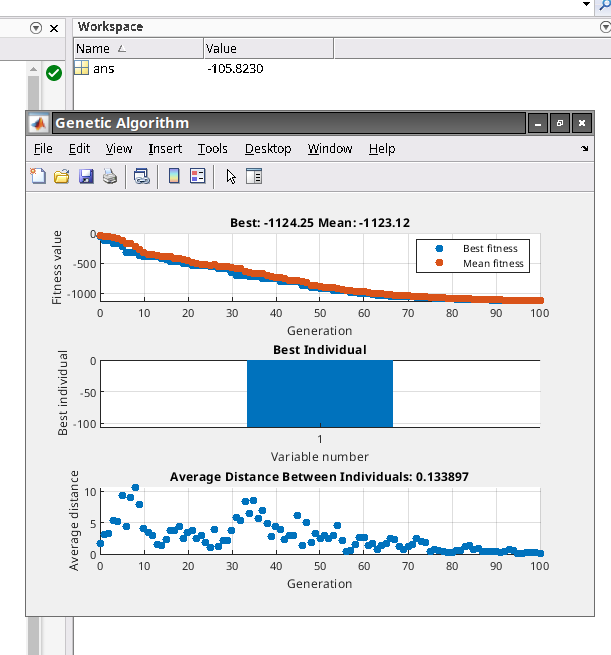 Workspace
Name Value
ans -105.8230
Genetic Algorithm
File Edit View Insert Tools Desktop Window Help
Best: -1124.25 Mean: -1123.12
Fitness value
0
-500
-1000
Best fitness
Mean fitness
0 10 20 30 40 50 60 70 80 90 100
Generation
Best Individual
Best individual
0
-50
-100
1
Variable number
Average Distance Between Individuals: 0.133897
Average distance
10
5
0
0 10 20 30 40 50 60 70 80 90 100
Generation